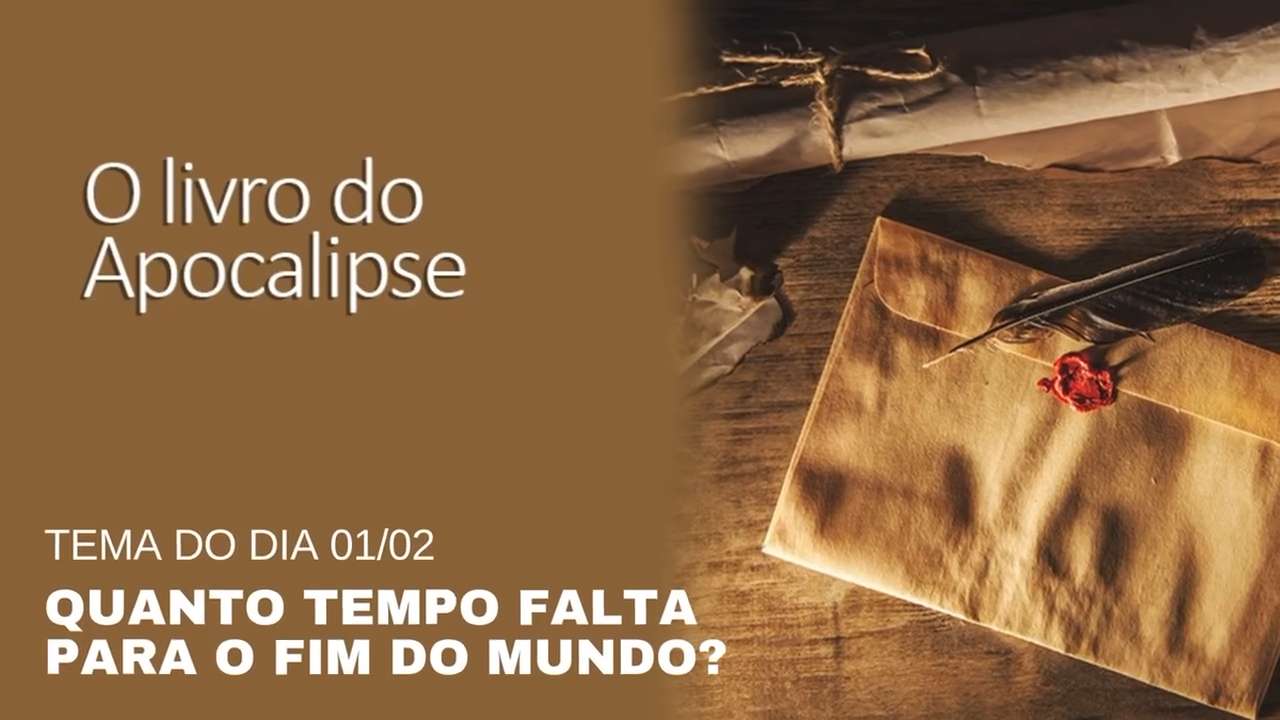 O livro do
Apocalipse
TEMA DO DIA 01/02
QUANTO TEMPO FALTA
PARA O FIM DO MUNDO?